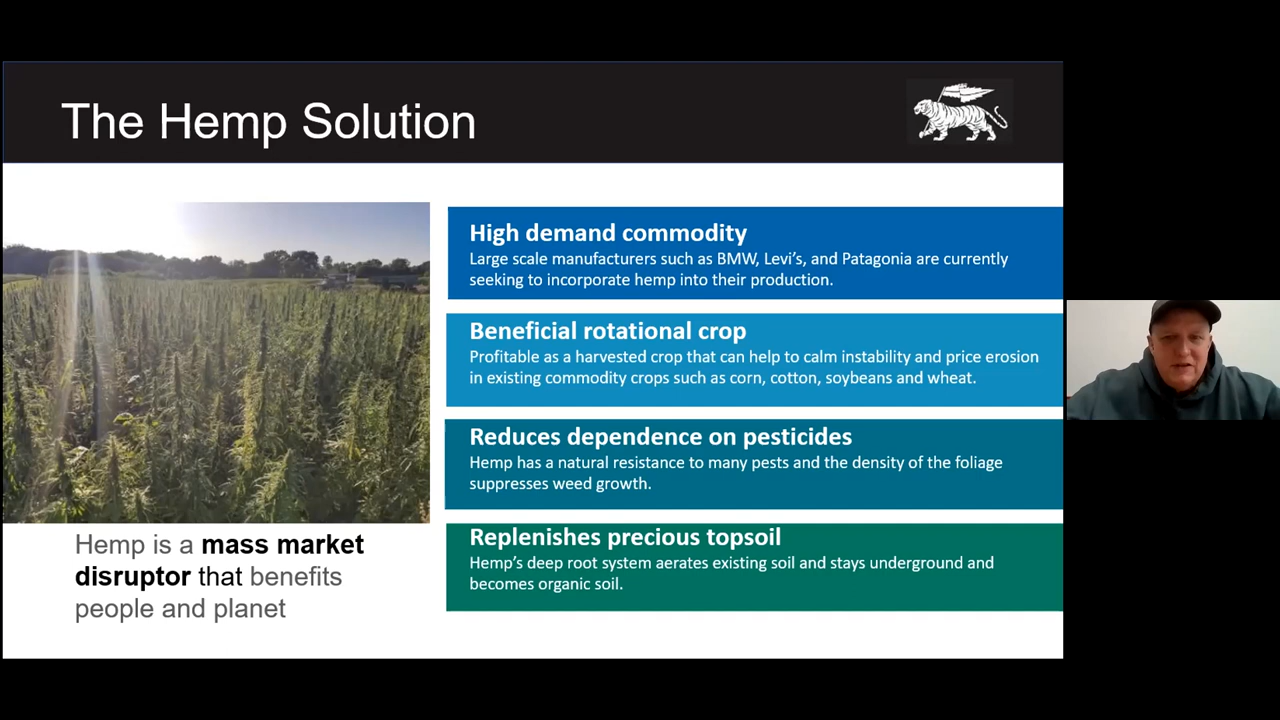 The Hemp Solution
High demand commodity
Large scale manufacturers such as BMW, Levi's, and Patagonia are currently
seeking to incorporate hemp into their production.
Beneficial rotational crop
Profitable as a harvested crop that can help to calm instability and price erosion
in existing commodity crops such as corn, cotton, soybeans and wheat.
Reduces dependence on pesticides
Hemp has a natural resistance to many pests and the density of the foliage
suppresses weed growth.
Replenishes precious topsoil
Hemp's deep root system aerates existing soil and stays underground and
becomes organic soil.
Hemp is a mass market
disruptor that benefits
people and planet